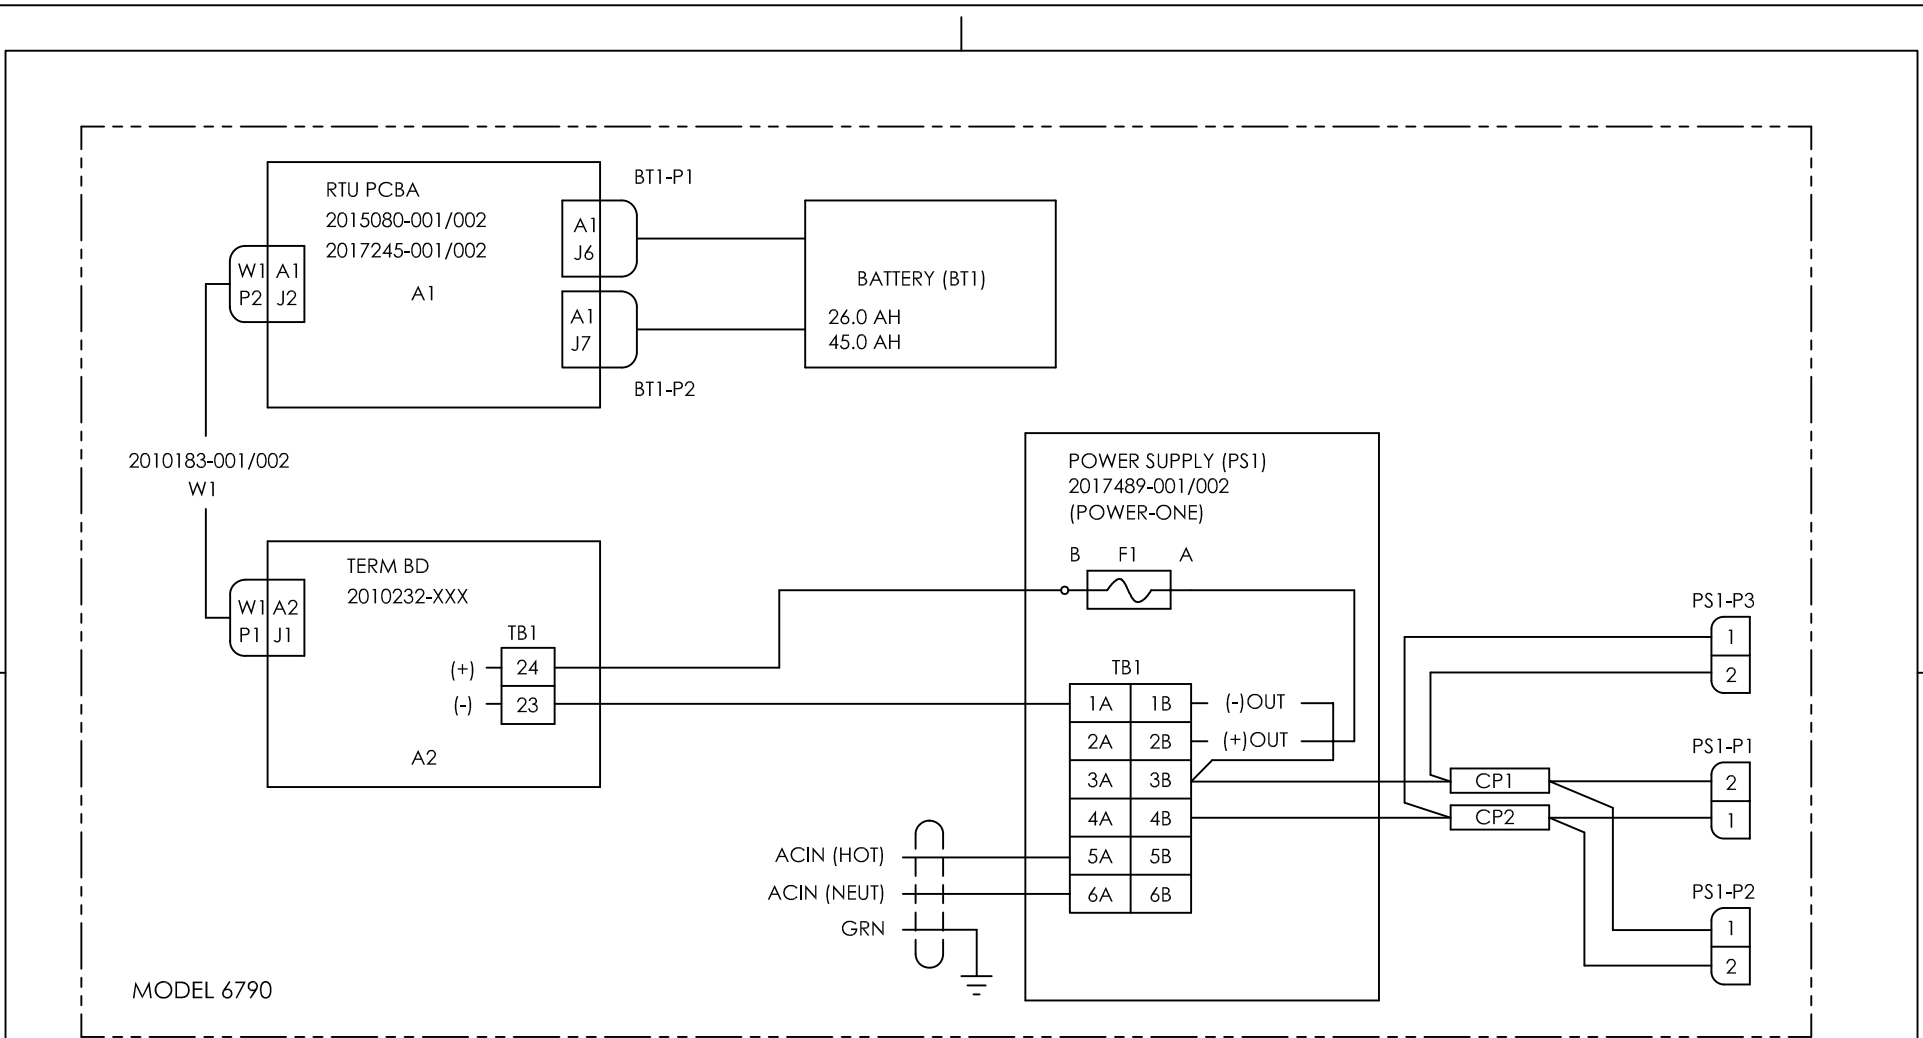 BT1-P1
RTU PCBA
2015080-001/002
2017245-001/002
A1
A1
J6
W1 A1
P2 J2
A1
J7
BATTERY (BT1)
26.0 AH
45.0 AH
BT1-P2
2010183-001/002
W1
POWER SUPPLY (PS1)
2017489-001/002
(POWER-ONE)
B F1 A
TERM BD
2010232-XXX
W1 A2
P1 J1
TB1
(+) 24
(-) 23
A2
TB1
1A 1B (-)OUT
2A 2B (+)OUT
3A 3B
4A 4B
5A 5B
6A 6B
CP1
CP2
PS1-P3
1
2
PS1-P1
2
1
PS1-P2
1
2
ACIN (HOT)
ACIN (NEUT)
GRN
MODEL 6790